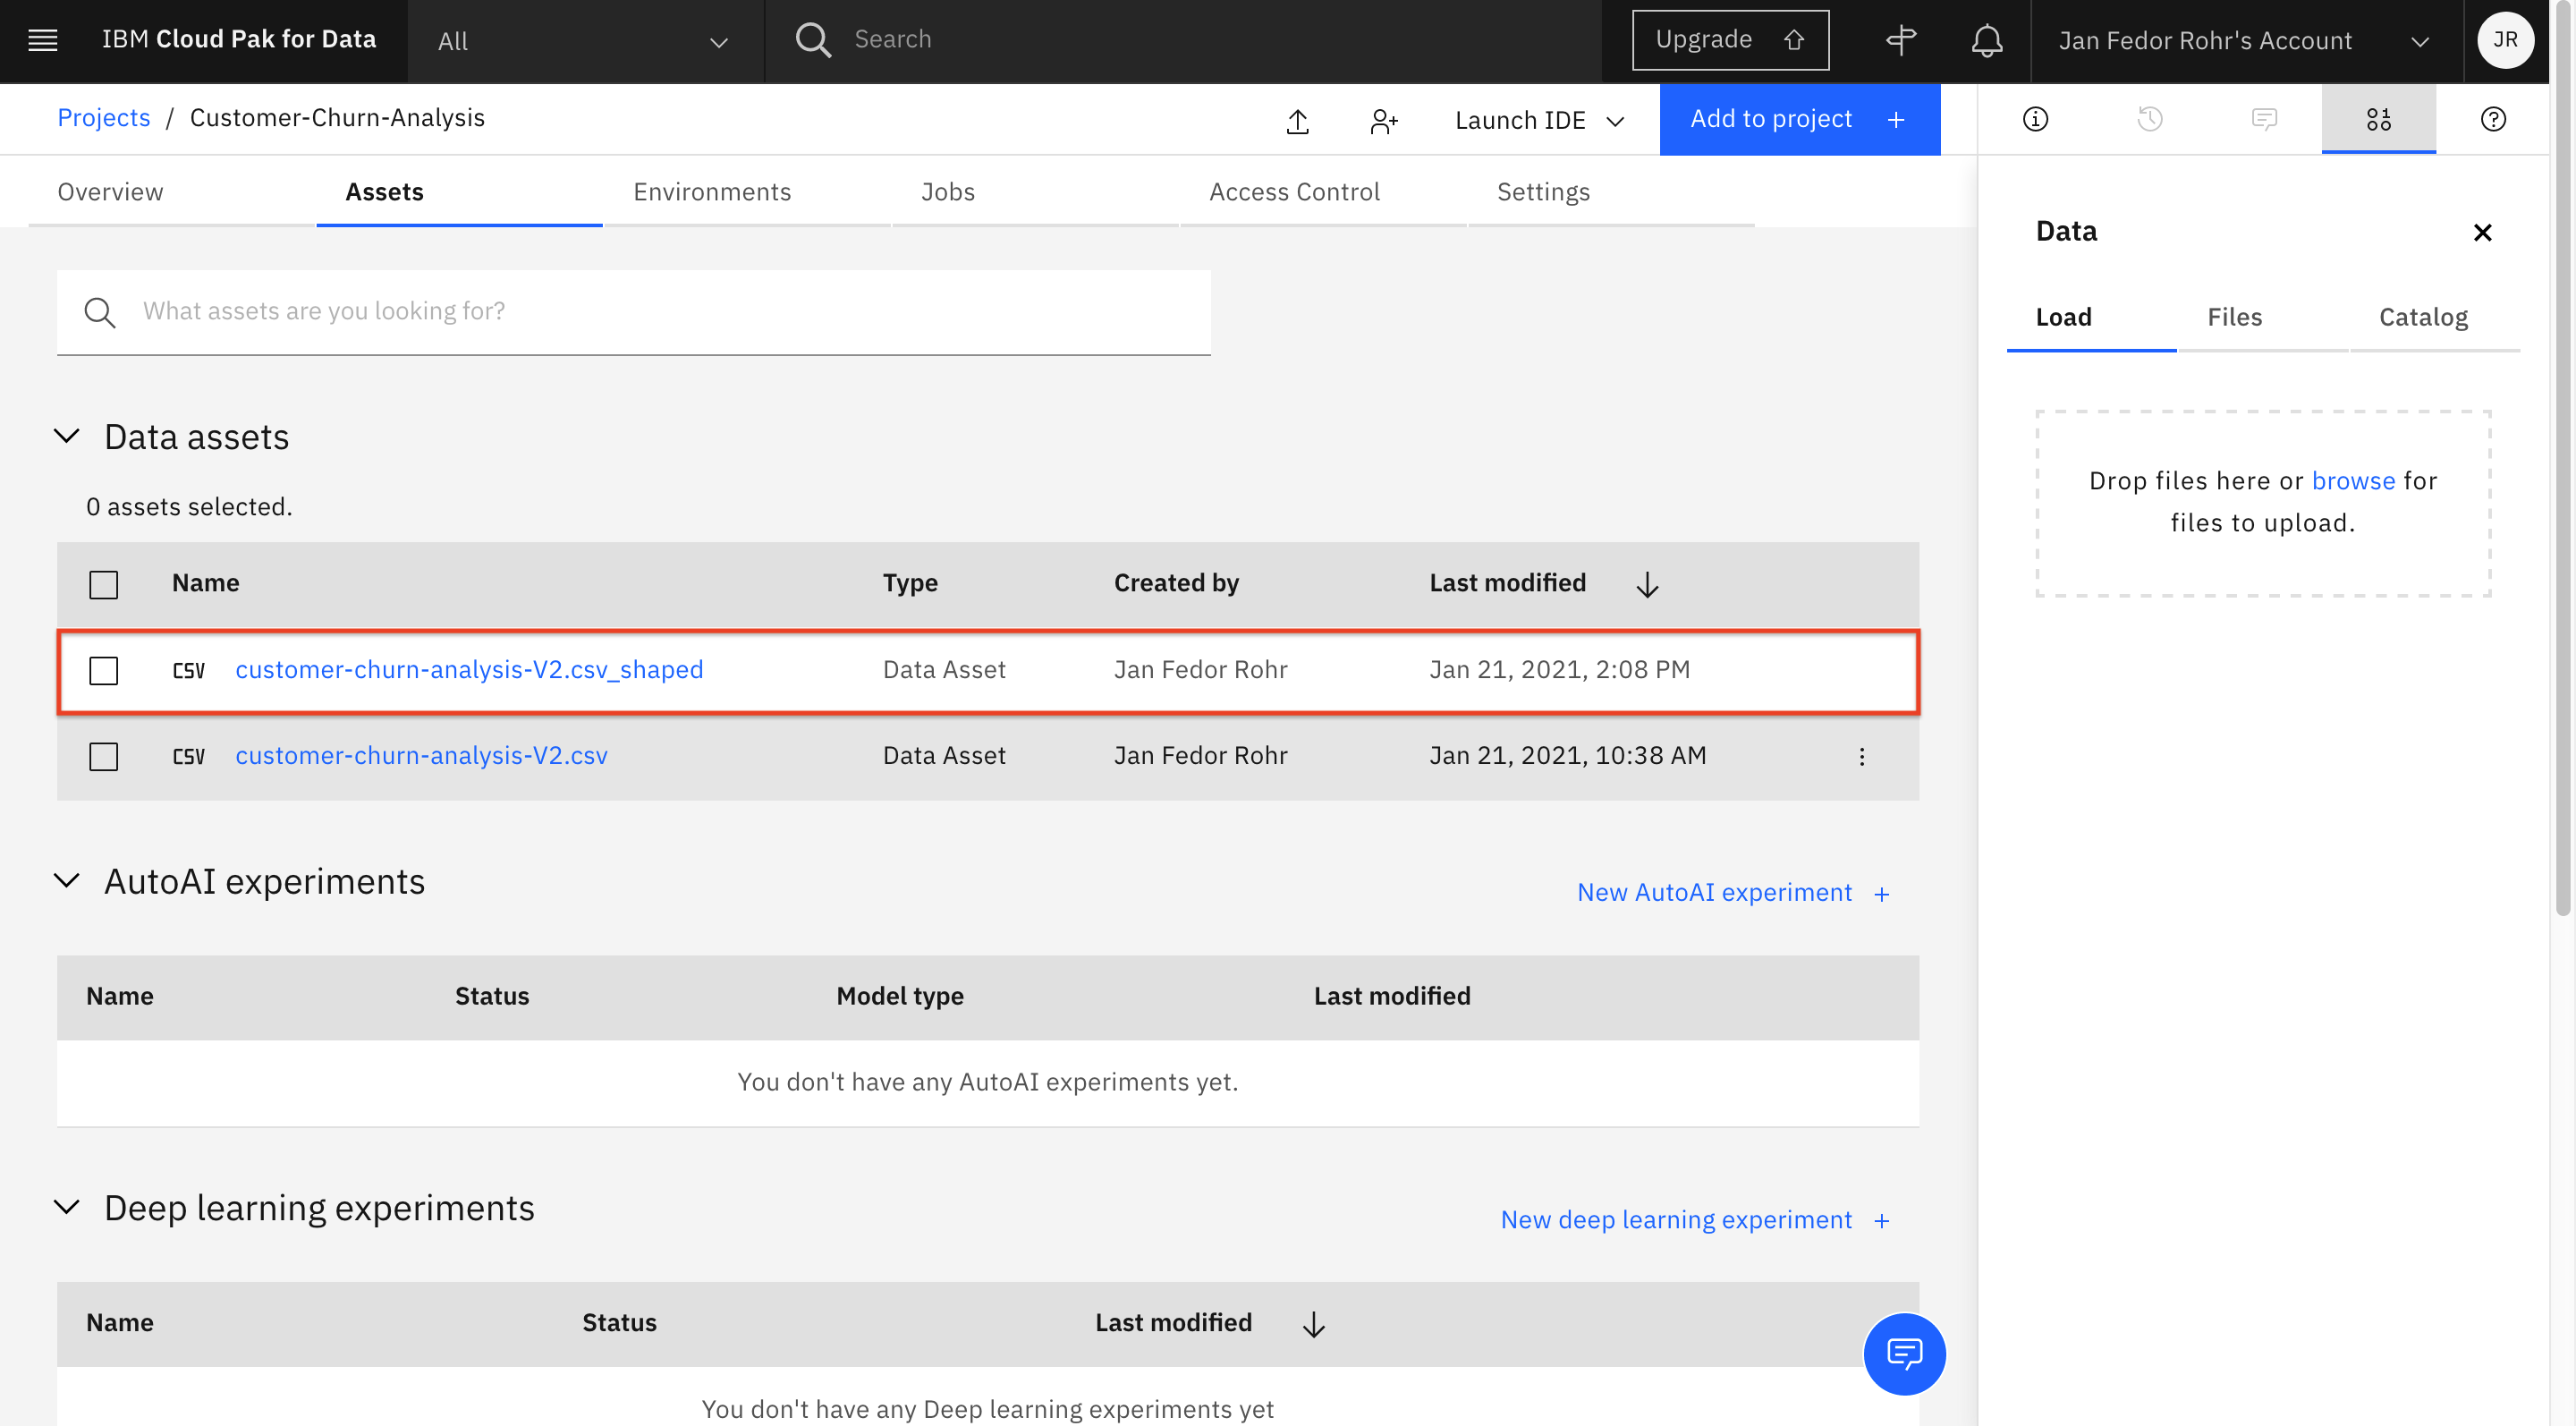 IBM Cloud Pak for Data
All
Search
Upgrade
Jan Fedor Rohr's Account
JR
Projects / Customer-Churn-Analysis
Launch IDE
Add to project +
Overview
Assets
Environments
Jobs
Access Control
Settings
What assets are you looking for?
Data assets
0 assets selected.
Name Type Created by Last modified
CSV customer-churn-analysis-V2.csv_shaped Data Asset Jan Fedor Rohr Jan 21, 2021, 2:08 PM
CSV customer-churn-analysis-V2.csv Data Asset Jan Fedor Rohr Jan 21, 2021, 10:38 AM
AutoAI experiments
New AutoAI experiment +
Name Status Model type Last modified
You don't have any AutoAI experiments yet.
Deep learning experiments
New deep learning experiment +
Name Status Last modified
You don't have any Deep learning experiments yet
Data
Load
Files
Catalog
Drop files here or browse for
files to upload.